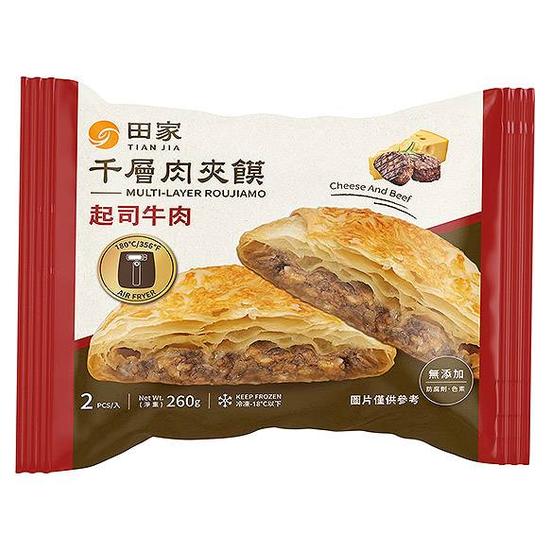 田家
TIAN JIA
千層肉夾饃
MULTI-LAYER ROUJIAMO
起司牛肉
Cheese And Beef
180°C/356°F
AIR FRYER
無添加
防腐劑·色素
2 PCS/入
Net Wt.
(淨重)
260g
KEEP FROZEN
冷凍-18°C以下
圖片僅供參考